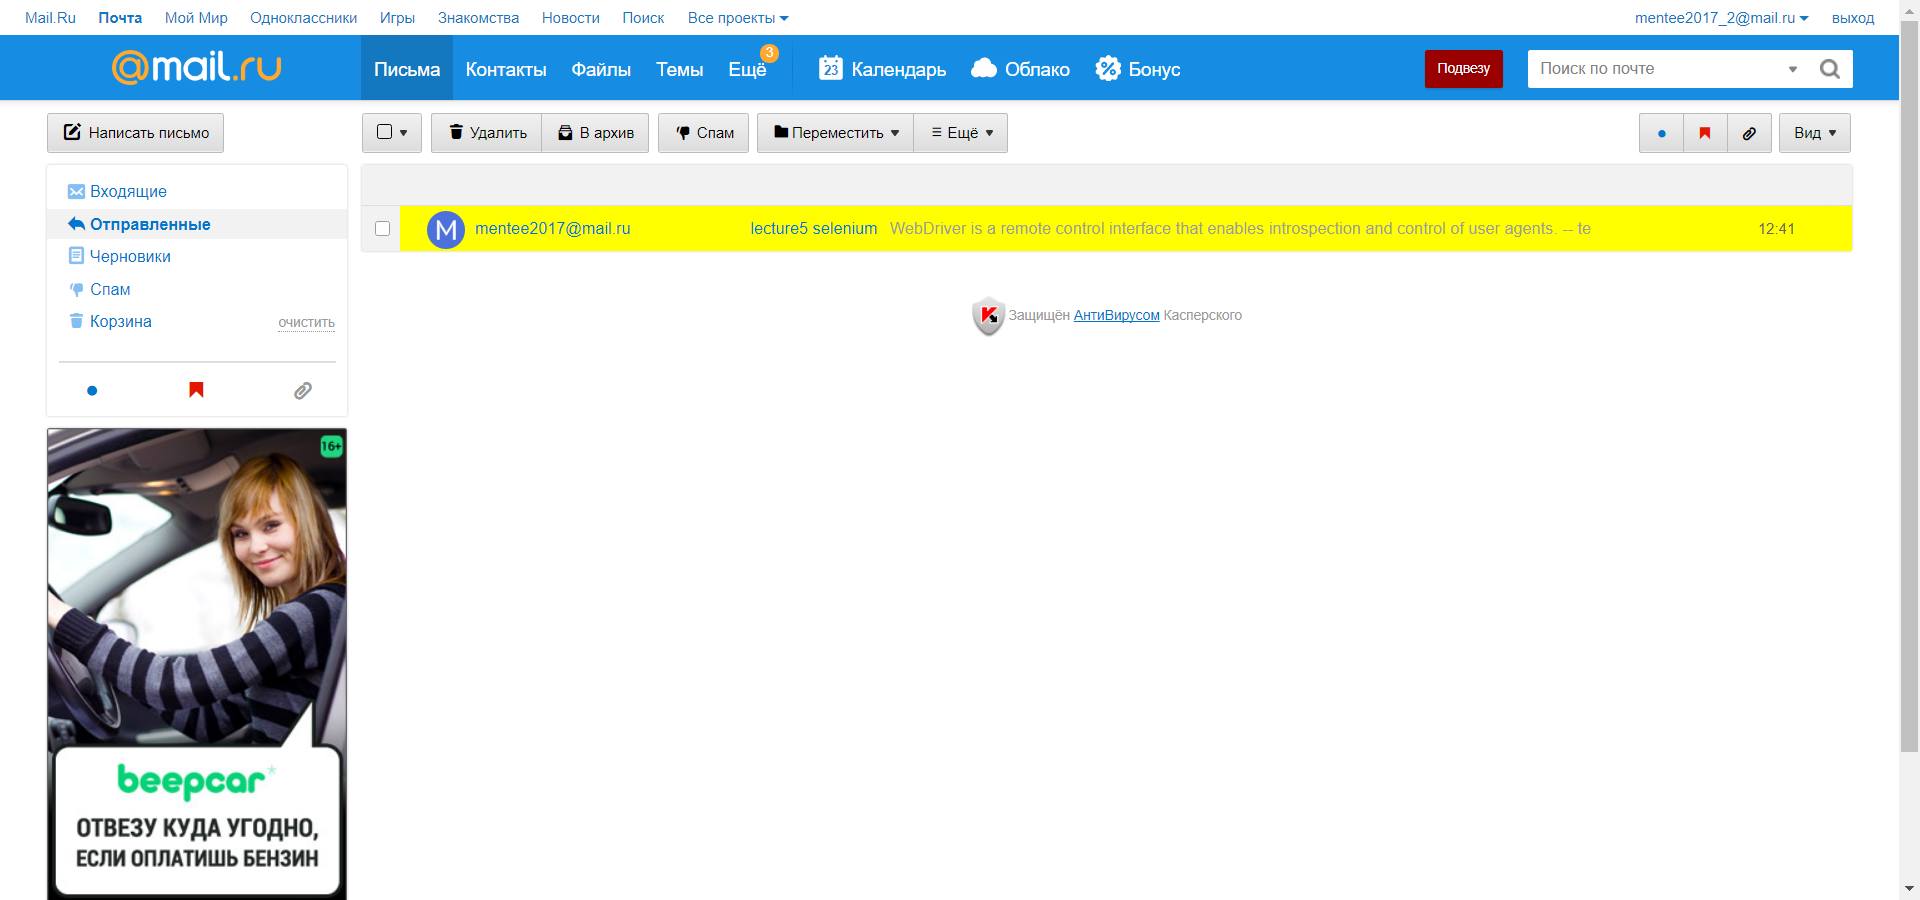 Mail.Ru Почта Мой Мир Одноклассники Игры Знакомства Новости Поиск Все проекты mentee2017_2@mail.ru выход
@mail.ru Письма Контакты Файлы Темы Ещё 3 23 Календарь Облако Бонус Подвезу Поиск по почте
Написать письмо Удалить В архив Спам Переместить Ещё Вид
Входящие
Отправленные
Черновики
Спам
Корзина очистить
M mentee2017@mail.ru lecture5 selenium WebDriver is a remote control interface that enables introspection and control of user agents. -- te 12:41
Защищён АнтиВирусом Касперского
16+
beepcar*
ОТВЕЗУ КУДА УГОДНО,
ЕСЛИ ОПЛАТИШЬ БЕНЗИН